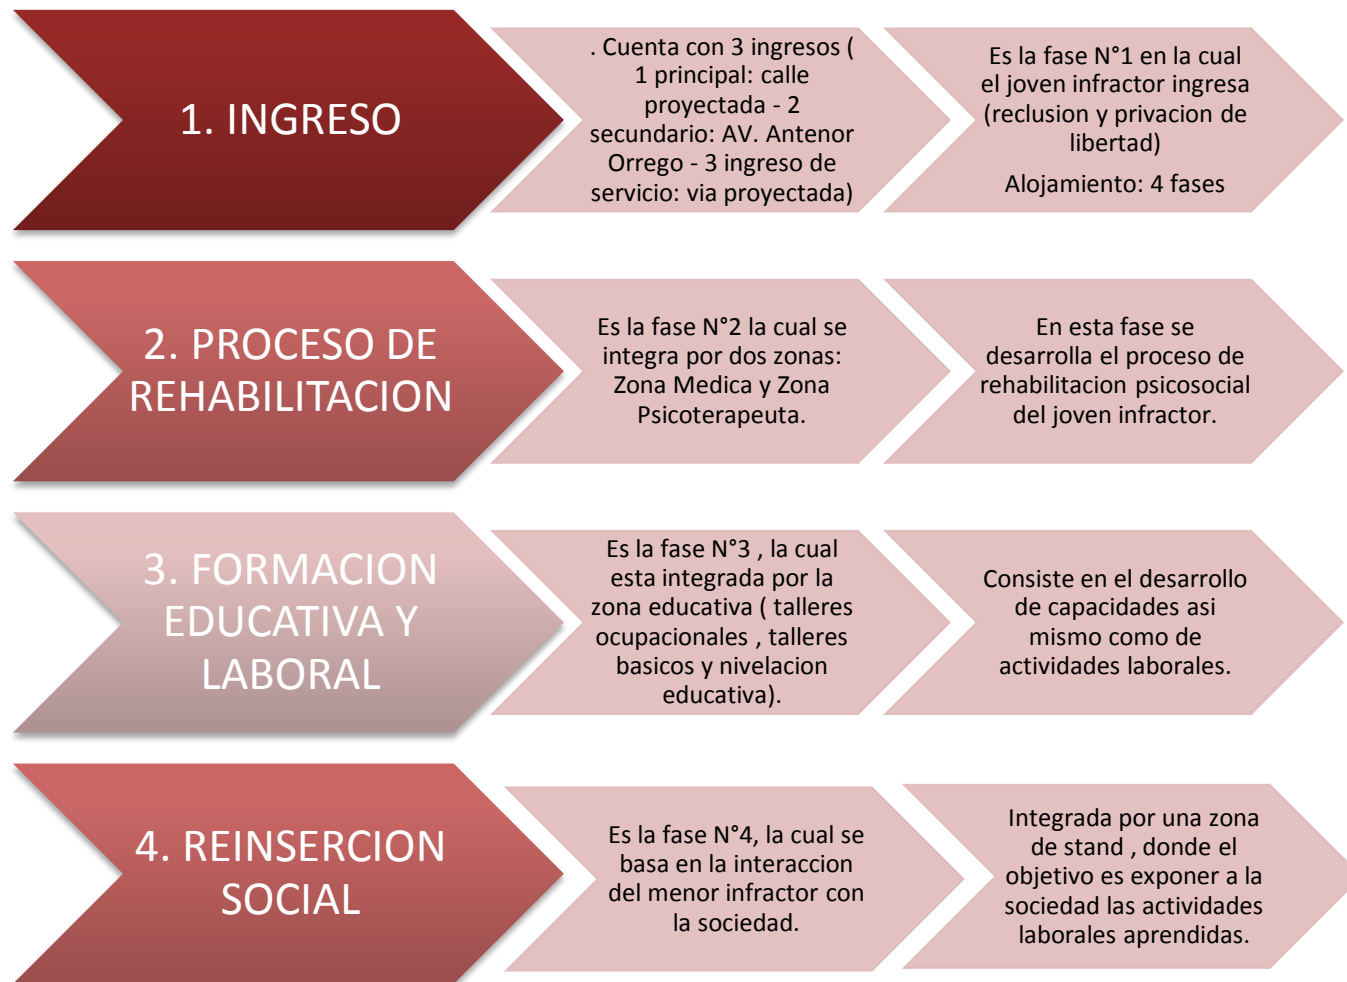 1. INGRESO
. Cuenta con 3 ingresos (
1 principal: calle
proyectada - 2
secundario: AV. Antenor
Orrego - 3 ingreso de
servicio: via proyectada)
Es la fase N°1 en la cual
el joven infractor ingresa
(reclusion y privacion de
libertad)
Alojamiento: 4 fases
2. PROCESO DE
REHABILITACION
Es la fase N°2 la cual se
integra por dos zonas:
Zona Medica y Zona
Psicoterapeuta.
En esta fase se
desarrolla el proceso de
rehabilitacion psicosocial
del joven infractor.
3. FORMACION
EDUCATIVA Y
LABORAL
Es la fase N°3 , la cual
esta integrada por la
zona educativa ( talleres
ocupacionales , talleres
basicos y nivelacion
educativa).
Consiste en el desarrollo
de capacidades asi
mismo como de
actividades laborales.
4. REINSERCION
SOCIAL
Es la fase N°4, la cual se
basa en la interaccion
del menor infractor con
la sociedad.
Integrada por una zona
de stand , donde el
objetivo es exponer a la
sociedad las actividades
laborales aprendidas.